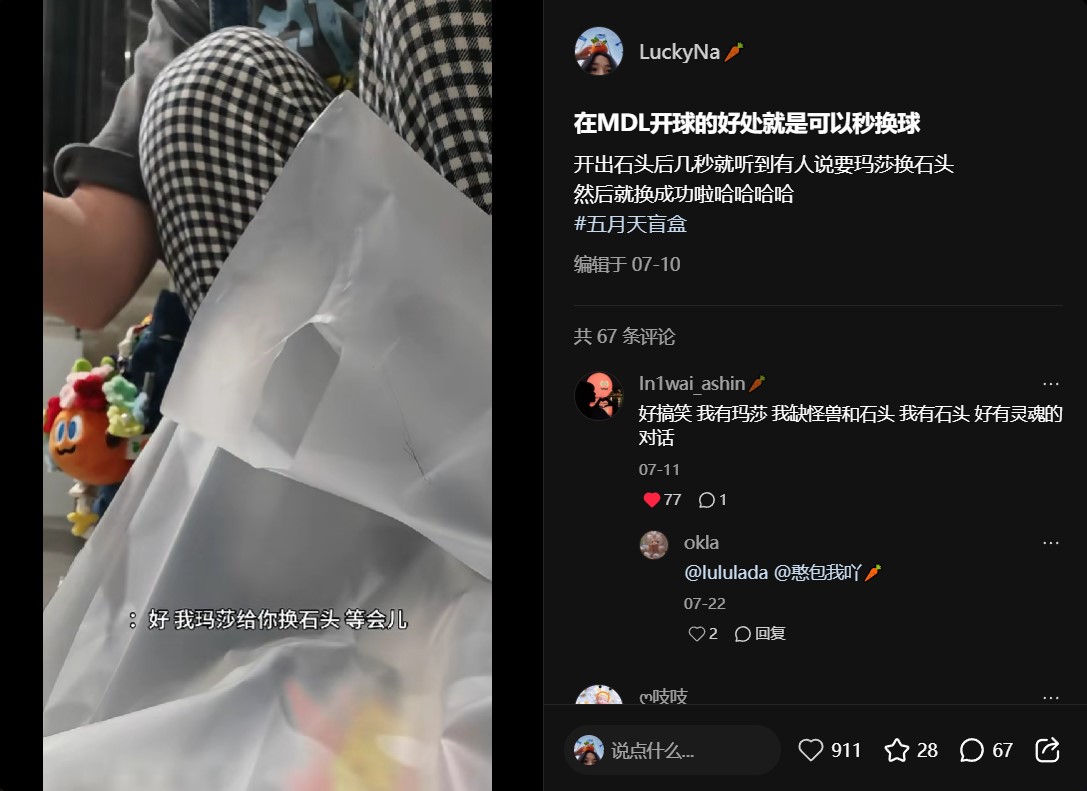 LuckyNa🥕
在MDL开球的好处就是可以秒换球
开出石头后几秒就听到有人说要玛莎换石头
然后就换成功啦哈哈哈哈
#五月天盲盒
编辑于 07-10
共 67 条评论
ln1wai_ashin🥕
好搞笑 我有玛莎 我缺怪兽和石头 我有石头 好有灵魂的
对话
07-11
77 1
okla
@lululada @憨包我吖🥕
07-22
2 回复
ෆ吱吱
说点什么... 911 28 67
：好 我玛莎给你换石头 等会儿